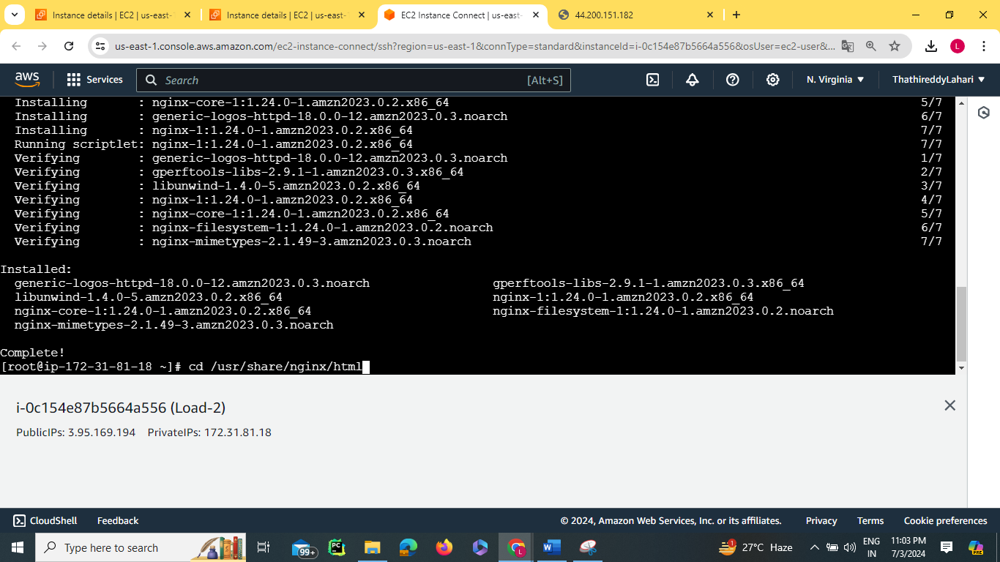 Instance details | EC2 | us-east-
Instance details | EC2 | us-east-
EC2 Instance Connect | us-east-
44.200.151.182
us-east-1.console.aws.amazon.com/ec2-instance-connect/ssh?region=us-east-1&connType=standard&instanceId=i-0c154e87b5664a556&osUser=ec2-user&...
L
aws
Services
Search
[Alt+S]
N. Virginia
ThathireddyLahari
Installing : nginx-core-1:1.24.0-1.amzn2023.0.2.x86_64 5/7
Installing : generic-logos-httpd-18.0.0-12.amzn2023.0.3.noarch 6/7
Installing : nginx-1:1.24.0-1.amzn2023.0.2.x86_64 7/7
Running scriptlet: nginx-1:1.24.0-1.amzn2023.0.2.x86_64 7/7
Verifying : generic-logos-httpd-18.0.0-12.amzn2023.0.3.noarch 1/7
Verifying : gperftools-libs-2.9.1-1.amzn2023.0.3.x86_64 2/7
Verifying : libunwind-1.4.0-5.amzn2023.0.2.x86_64 3/7
Verifying : nginx-1:1.24.0-1.amzn2023.0.2.x86_64 4/7
Verifying : nginx-core-1:1.24.0-1.amzn2023.0.2.x86_64 5/7
Verifying : nginx-filesystem-1:1.24.0-1.amzn2023.0.2.noarch 6/7
Verifying : nginx-mimetypes-2.1.49-3.amzn2023.0.3.noarch 7/7
Installed:
generic-logos-httpd-18.0.0-12.amzn2023.0.3.noarch gperftools-libs-2.9.1-1.amzn2023.0.3.x86_64
libunwind-1.4.0-5.amzn2023.0.2.x86_64 nginx-1:1.24.0-1.amzn2023.0.2.x86_64
nginx-core-1:1.24.0-1.amzn2023.0.2.x86_64 nginx-filesystem-1:1.24.0-1.amzn2023.0.2.noarch
nginx-mimetypes-2.1.49-3.amzn2023.0.3.noarch
Complete!
[root@ip-172-31-81-18 ~]# cd /usr/share/nginx/html
i-0c154e87b5664a556 (Load-2)
PublicIPs: 3.95.169.194 PrivateIPs: 172.31.81.18
CloudShell
Feedback
© 2024, Amazon Web Services, Inc. or its affiliates.
Privacy
Terms
Cookie preferences
Type here to search
99+
PC
L
W
1
27°C Haze
ENG
IN
11:03 PM
7/3/2024
PRE